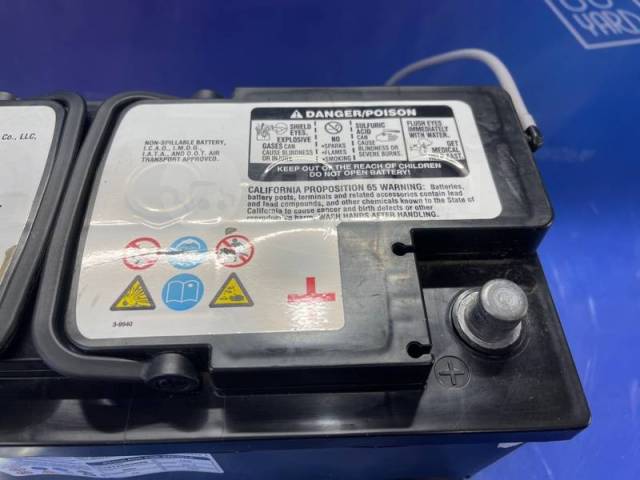 YARD
Co., LLC,
NON-SPILLABLE BATTERY,
I.C.A.O., I.M.D.G.
I.A.T.A., AND D.O.T. AIR
TRANSPORT APPROVED.
DANGER/POISON
SHIELD
EYES.
EXPLOSIVE
GASES CAN
CAUSE BLINDNESS
OR INJURY
NO
•SPARKS
•FLAMES
•SMOKING
SULFURIC
ACID
CAN CAUSE
BLINDNESS OR
SEVERE BURNS.
FLUSH EYES
IMMEDIATELY
WITH WATER.
GET
MEDICAL
HELP FAST
KEEP OUT OF THE REACH OF CHILDREN
DO NOT OPEN BATTERY!
CALIFORNIA PROPOSITION 65 WARNING: Batteries,
battery posts, terminals and related accessories contain lead
and lead compounds, and other chemicals known to the State of
California to cause cancer and birth defects or other
reproductive harm. WASH HANDS AFTER HANDLING.
3-9940